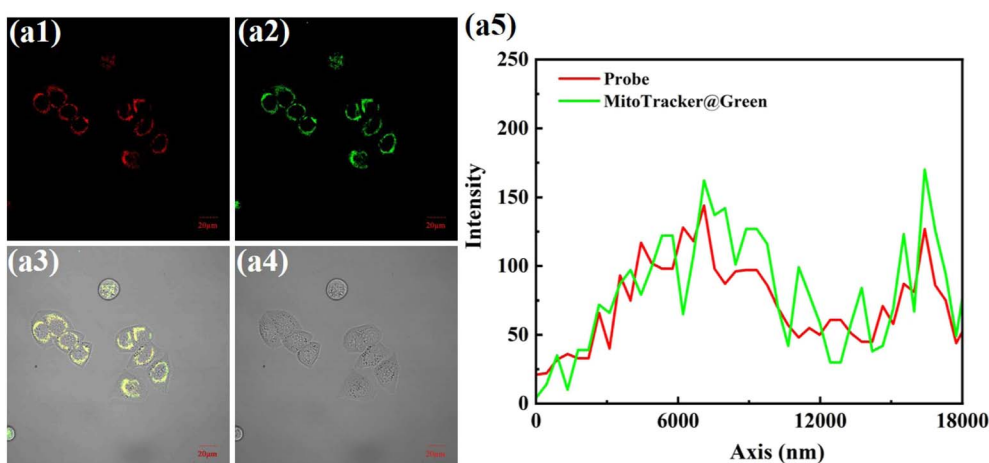 (a1)
20μm
(a2)
20μm
(a3)
20μm
(a4)
20μm
(a5)
Probe
MitoTracker@Green
Intensity
250
200
150
100
50
0
0
6000
12000
18000
Axis (nm)